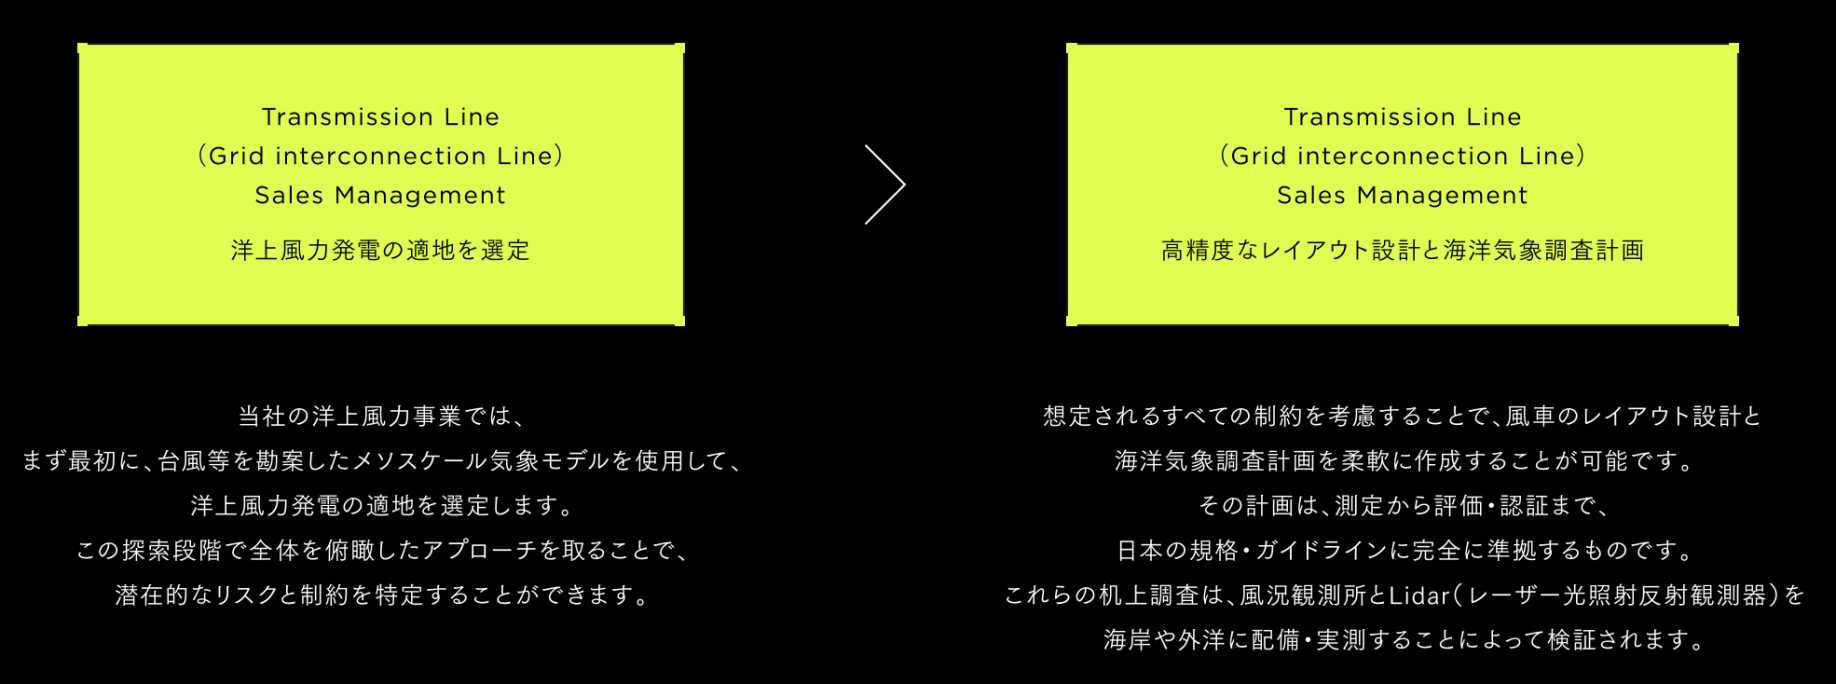 Transmission Line
（Grid interconnection Line）
Sales Management
洋上風力発電の適地を選定
当社の洋上風力事業では、
まず最初に、台風等を勘案したメソスケール気象モデルを使用して、
洋上風力発電の適地を選定します。
この探索段階で全体を俯瞰したアプローチを取ることで、
潜在的なリスクと制約を特定することができます。
Transmission Line
（Grid interconnection Line）
Sales Management
高精度なレイアウト設計と海洋気象調査計画
想定されるすべての制約を考慮することで、風車のレイアウト設計と
海洋気象調査計画を柔軟に作成することが可能です。
その計画は、測定から評価・認証まで、
日本の規格・ガイドラインに完全に準拠するものです。
これらの机上調査は、風況観測所とLidar（レーザー光照射反射観測器）を
海岸や外洋に配備・実測することによって検証されます。